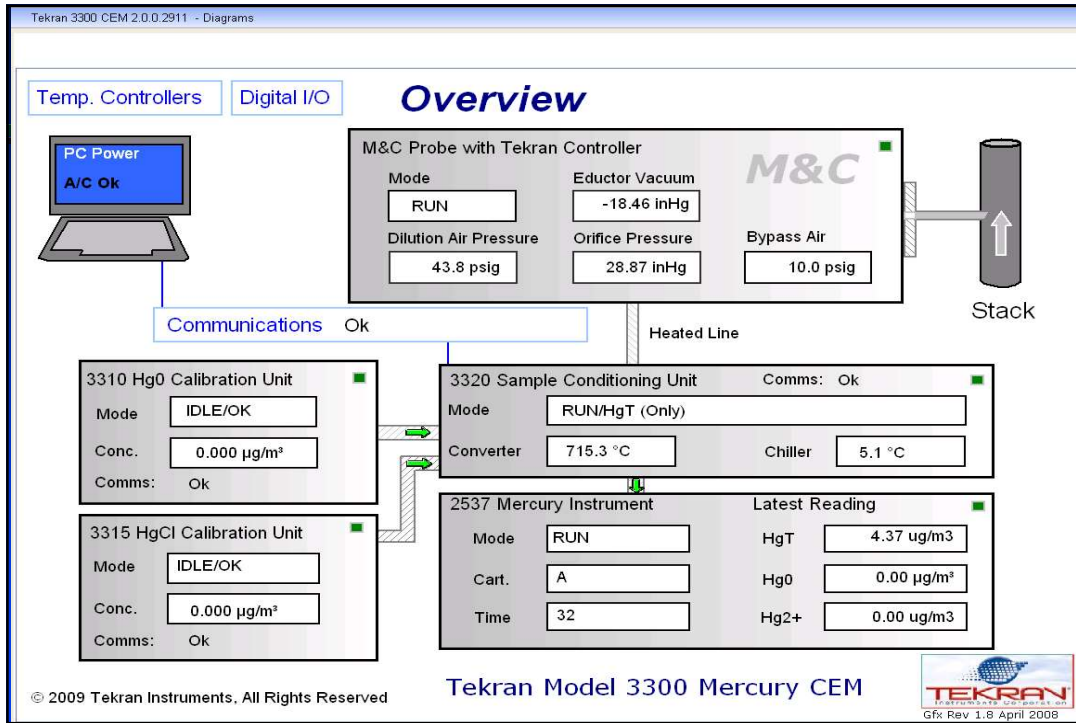 Tekran 3300 CEM 2.0.0.2911 - Diagrams
Temp. Controllers
Digital I/O
Overview
PC Power
A/C Ok
M&C Probe with Tekran Controller
M&C
Mode
Eductor Vacuum
RUN
-18.46 inHg
Dilution Air Pressure
Orifice Pressure
Bypass Air
43.8 psig
28.87 inHg
10.0 psig
Stack
Communications Ok
Heated Line
3310 Hg0 Calibration Unit
Mode
IDLE/OK
Conc.
0.000 µg/m³
Comms: Ok
3320 Sample Conditioning Unit
Comms: Ok
Mode
RUN/HgT (Only)
Converter
715.3 °C
Chiller
5.1 °C
3315 HgCl Calibration Unit
Mode
IDLE/OK
Conc.
0.000 µg/m³
Comms: Ok
2537 Mercury Instrument
Latest Reading
Mode
RUN
HgT
4.37 ug/m3
Cart.
A
Hg0
0.00 ug/m³
Time
32
Hg2+
0.00 ug/m3
© 2009 Tekran Instruments, All Rights Reserved
Tekran Model 3300 Mercury CEM
TEKRAN
Instruments Corporation
Gfx Rev 1.8 April 2008